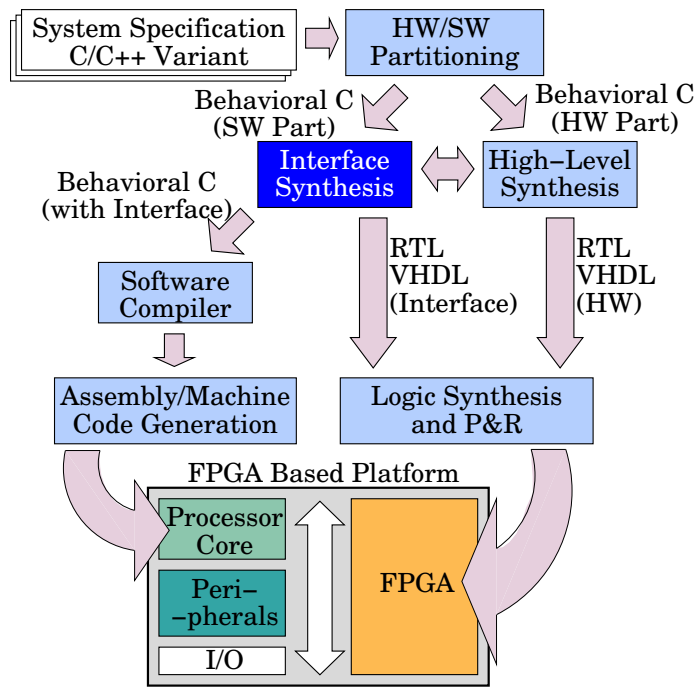 System Specification
C/C++ Variant
HW/SW
Partitioning
Behavioral C
(SW Part)
Behavioral C
(HW Part)
Interface
Synthesis
High−Level
Synthesis
Behavioral C
(with Interface)
RTL
VHDL
(Interface)
RTL
VHDL
(HW)
Software
Compiler
Assembly/Machine
Code Generation
Logic Synthesis
and P&R
FPGA Based Platform
Processor
Core
FPGA
Peri−
−pherals
I/O